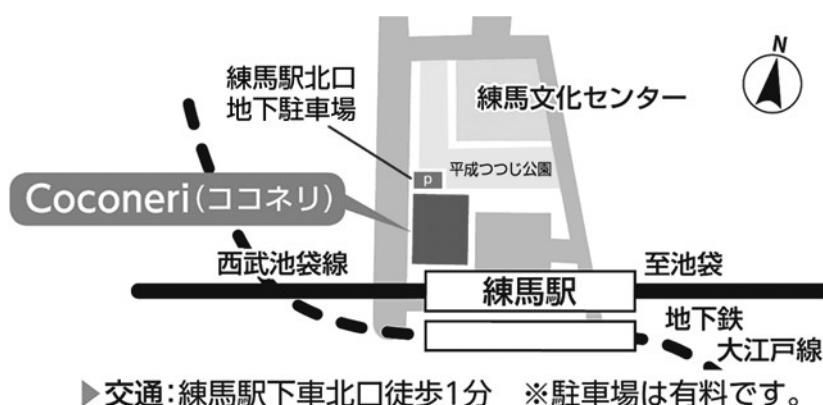 N
練馬駅北口
地下駐車場
練馬文化センター
P
平成つつじ公園
Coconeri(ココネリ)
西武池袋線
至池袋
練馬駅
地下鉄
大江戸線
▶交通:練馬駅下車北口徒歩1分 ※駐車場は有料です。